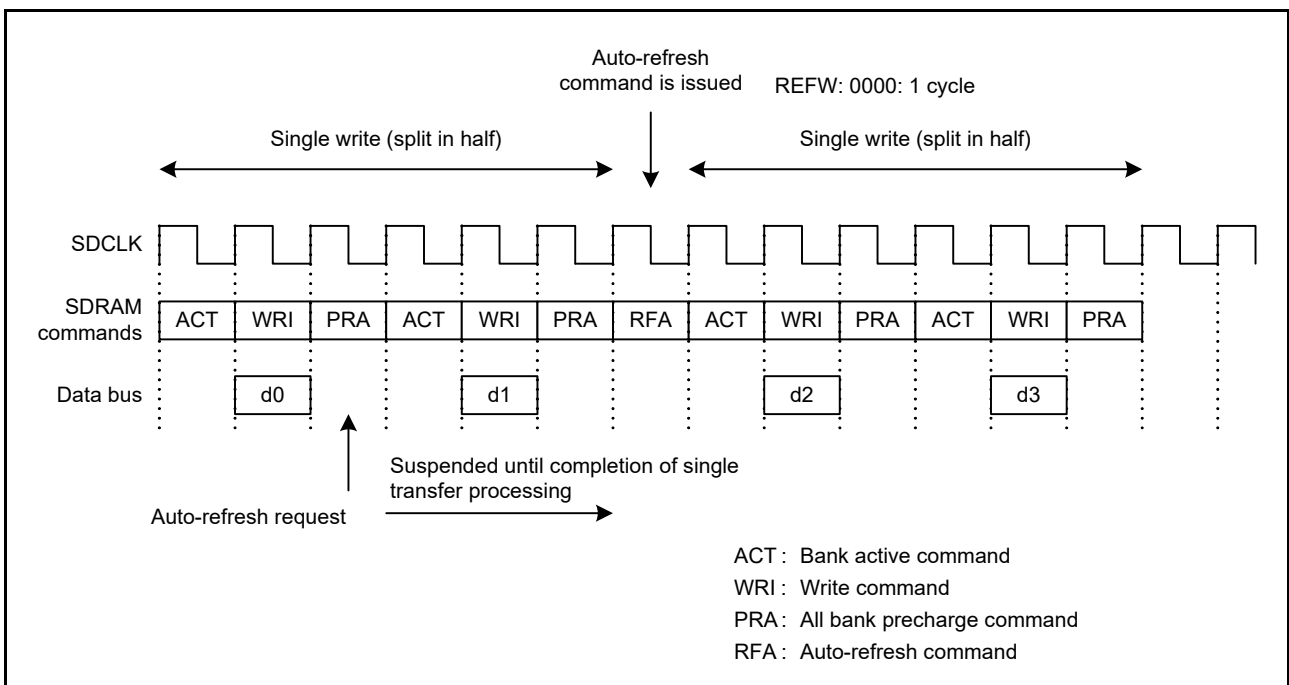 Auto-refresh
command is issued
REFW: 0000: 1 cycle
Single write (split in half)
Single write (split in half)
SDCLK
SDRAM
commands
ACT WRI PRA ACT WRI PRA RFA ACT WRI PRA ACT WRI PRA
Data bus
d0 d1 d2 d3
Suspended until completion of single
transfer processing
Auto-refresh request
ACT : Bank active command
WRI : Write command
PRA : All bank precharge command
RFA : Auto-refresh command